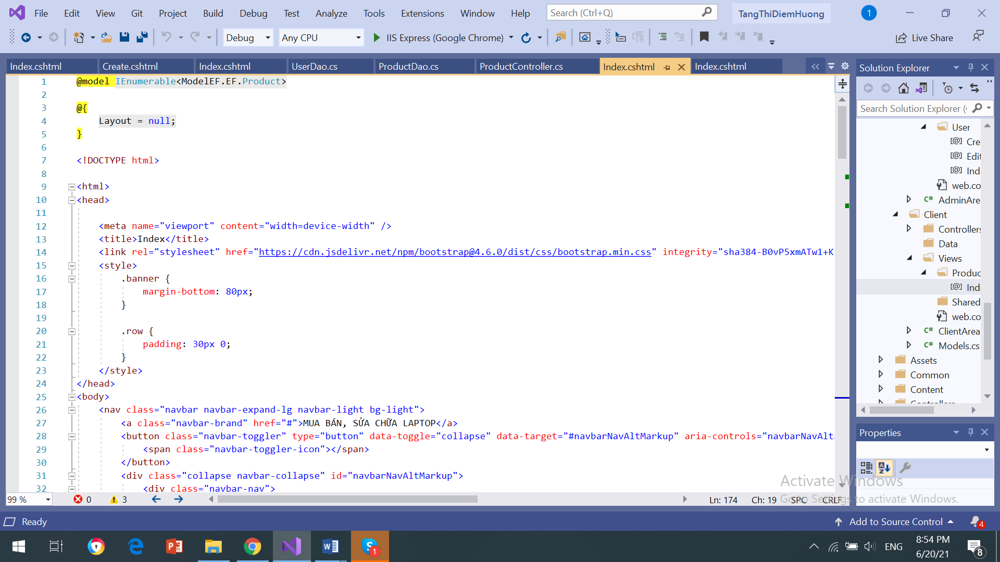 File Edit View Git Project Build Debug Test Analyze Tools Extensions Window Help Search (Ctrl+Q) TangThiDiemHuong 1
Debug Any CPU IIS Express (Google Chrome) Live Share
Index.cshtml Create.cshtml Index.cshtml UserDao.cs ProductDao.cs ProductController.cs Index.cshtml Index.cshtml
1 @model IEnumerable<ModelEF.EF.Product>
2
3 @{
4 Layout = null;
5 }
6
7 <!DOCTYPE html>
8
9 <html>
10 <head>
11
12 <meta name="viewport" content="width=device-width" />
13 <title>Index</title>
14 <link rel="stylesheet" href="https://cdn.jsdelivr.net/npm/bootstrap@4.6.0/dist/css/bootstrap.min.css" integrity="sha384-B0vP5xmATw1+K
15 <style>
16 .banner {
17 margin-bottom: 80px;
18 }
19
20 .row {
21 padding: 30px 0;
22 }
23 </style>
24 </head>
25 <body>
26 <nav class="navbar navbar-expand-lg navbar-light bg-light">
27 <a class="navbar-brand" href="#">MUA BÁN, SỬA CHỮA LAPTOP</a>
28 <button class="navbar-toggler" type="button" data-toggle="collapse" data-target="#navbarNavAltMarkup" aria-controls="navbarNavAlt
29 <span class="navbar-toggler-icon"></span>
30 </button>
31 <div class="collapse navbar-collapse" id="navbarNavAltMarkup">
32 <div class="navbar-nav">
99 % 0 3 Ln: 174 Ch: 19 SPC CRLF
Solution Explorer
Search Solution Explorer (
User
[@] Cre
[@] Edit
[@] Ind
web.co
C# AdminAre
Client
Controllers
Data
Views
Produc
[@] Ind
Shared
web.co
C# ClientArea
C# Models.cs
Assets
Common
Content
Controllers
Properties
Activate Windows
Go to Settings to activate Windows.
Ready Add to Source Control 4
1 ENG 8:54 PM
6/20/21 8